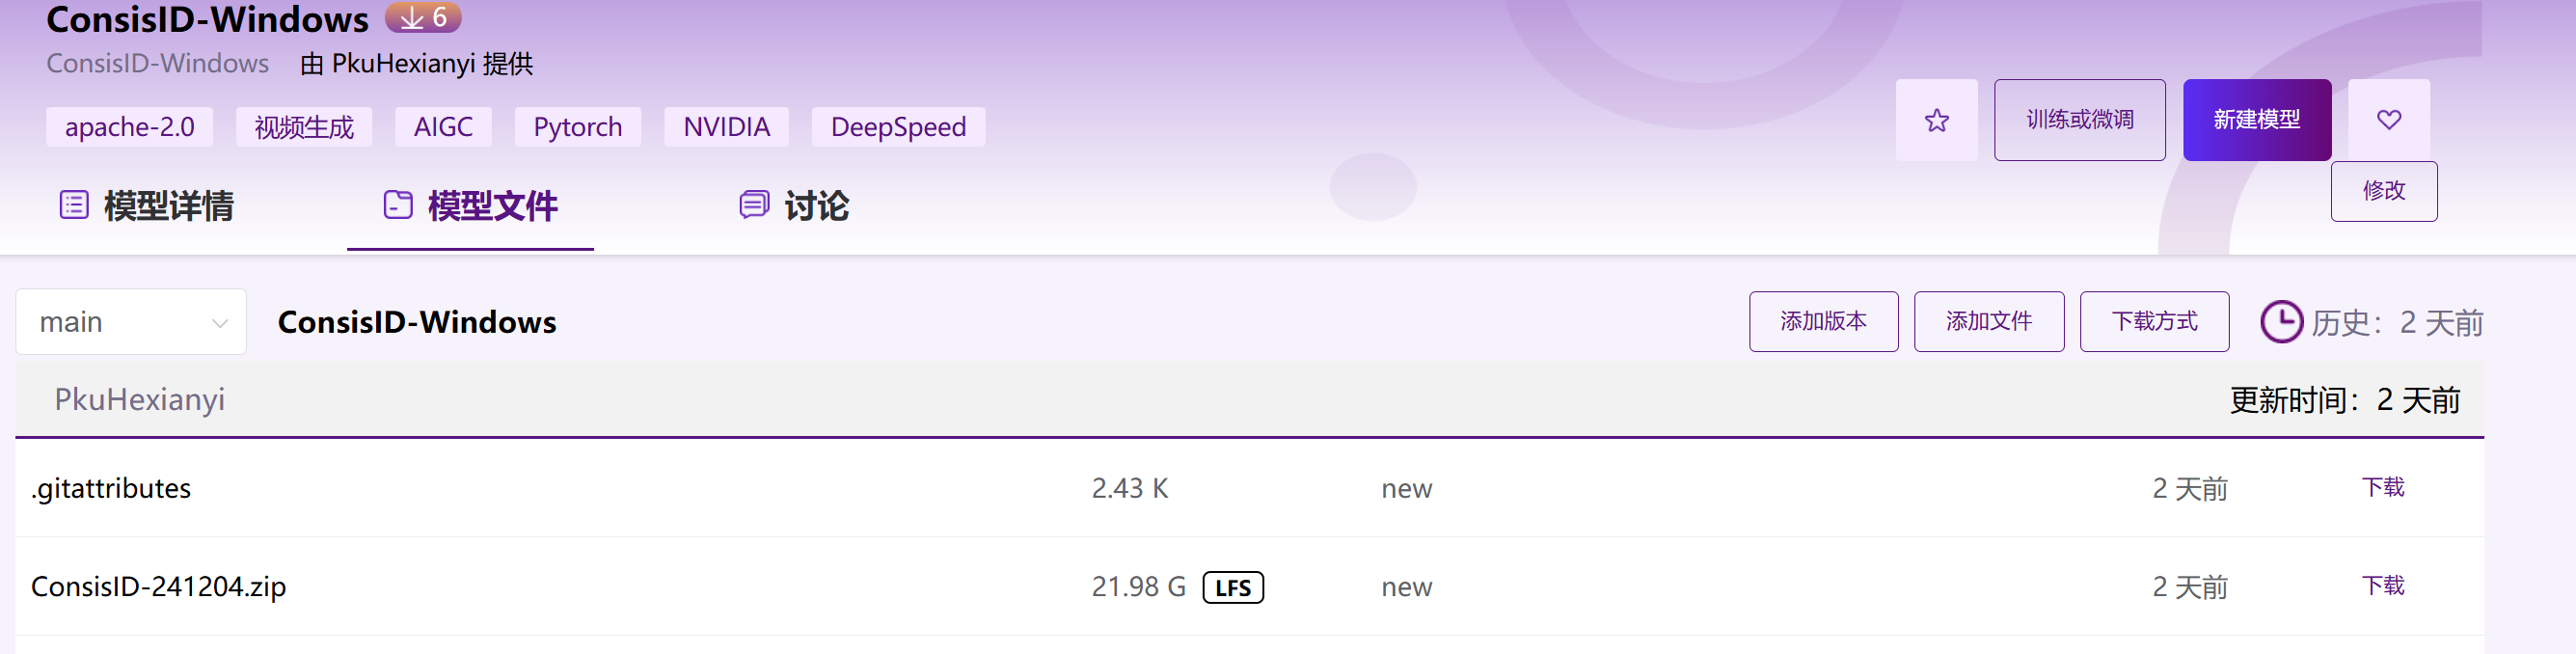 ConsisID-Windows 6
ConsisID-Windows 由 PkuHexianyi 提供
apache-2.0 视频生成 AIGC Pytorch NVIDIA DeepSpeed
训练或微调 新建模型
修改
模型详情 模型文件 讨论
main ConsisID-Windows 添加版本 添加文件 下载方式 历史：2 天前
PkuHexianyi 更新时间：2 天前
.gitattributes 2.43 K new 2 天前 下载
ConsisID-241204.zip 21.98 G LFS new 2 天前 下载